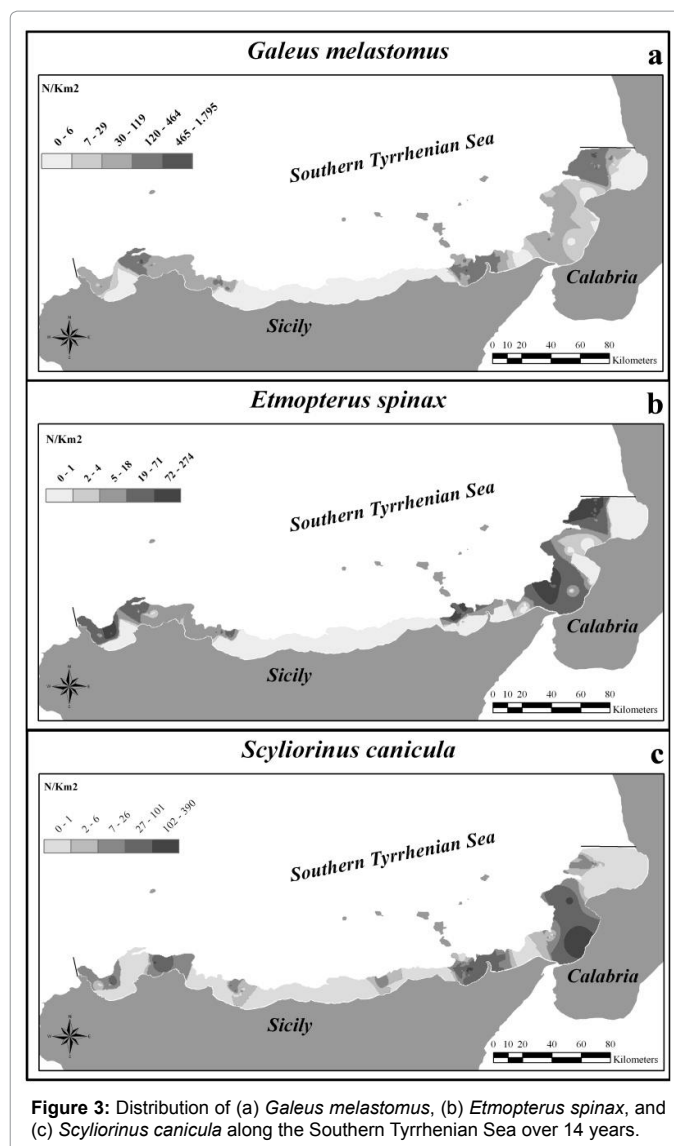 Galeus melastomus
a
N/Km2
0 - 6
7 - 29
30 - 119
120 - 464
465 - 1.795
Southern Tyrrhenian Sea
Calabria
Sicily
N
W
E
S
0 10 20 40 60 80
Kilometers
Etmopterus spinax
b
N/Km2
0 - 1
2 - 4
5 - 18
19 - 71
72 - 274
Southern Tyrrhenian Sea
Calabria
Sicily
N
W
E
S
0 10 20 40 60 80
Kilometers
Scyliorinus canicula
c
N/Km2
0 - 1
2 - 6
7 - 26
27 - 101
102 - 390
Southern Tyrrhenian Sea
Calabria
Sicily
N
W
E
S
0 10 20 40 60 80
Kilometers
Figure 3: Distribution of (a) Galeus melastomus, (b) Etmopterus spinax, and
(c) Scyliorinus canicula along the Southern Tyrrhenian Sea over 14 years.